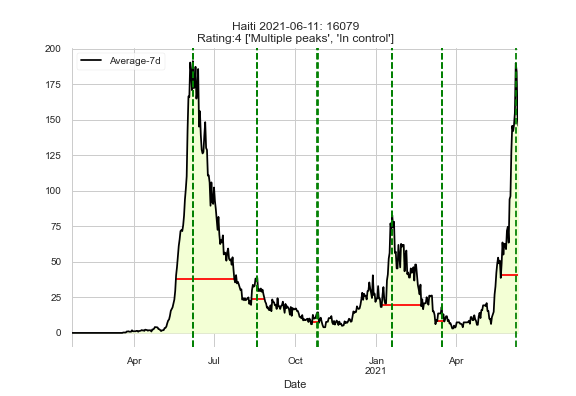 Haiti 2021-06-11: 16079
Rating:4 ['Multiple peaks', 'In control']
Average-7d
200
175
150
125
100
75
50
25
0
Apr
Jul
Oct
Jan
2021
Apr
Date